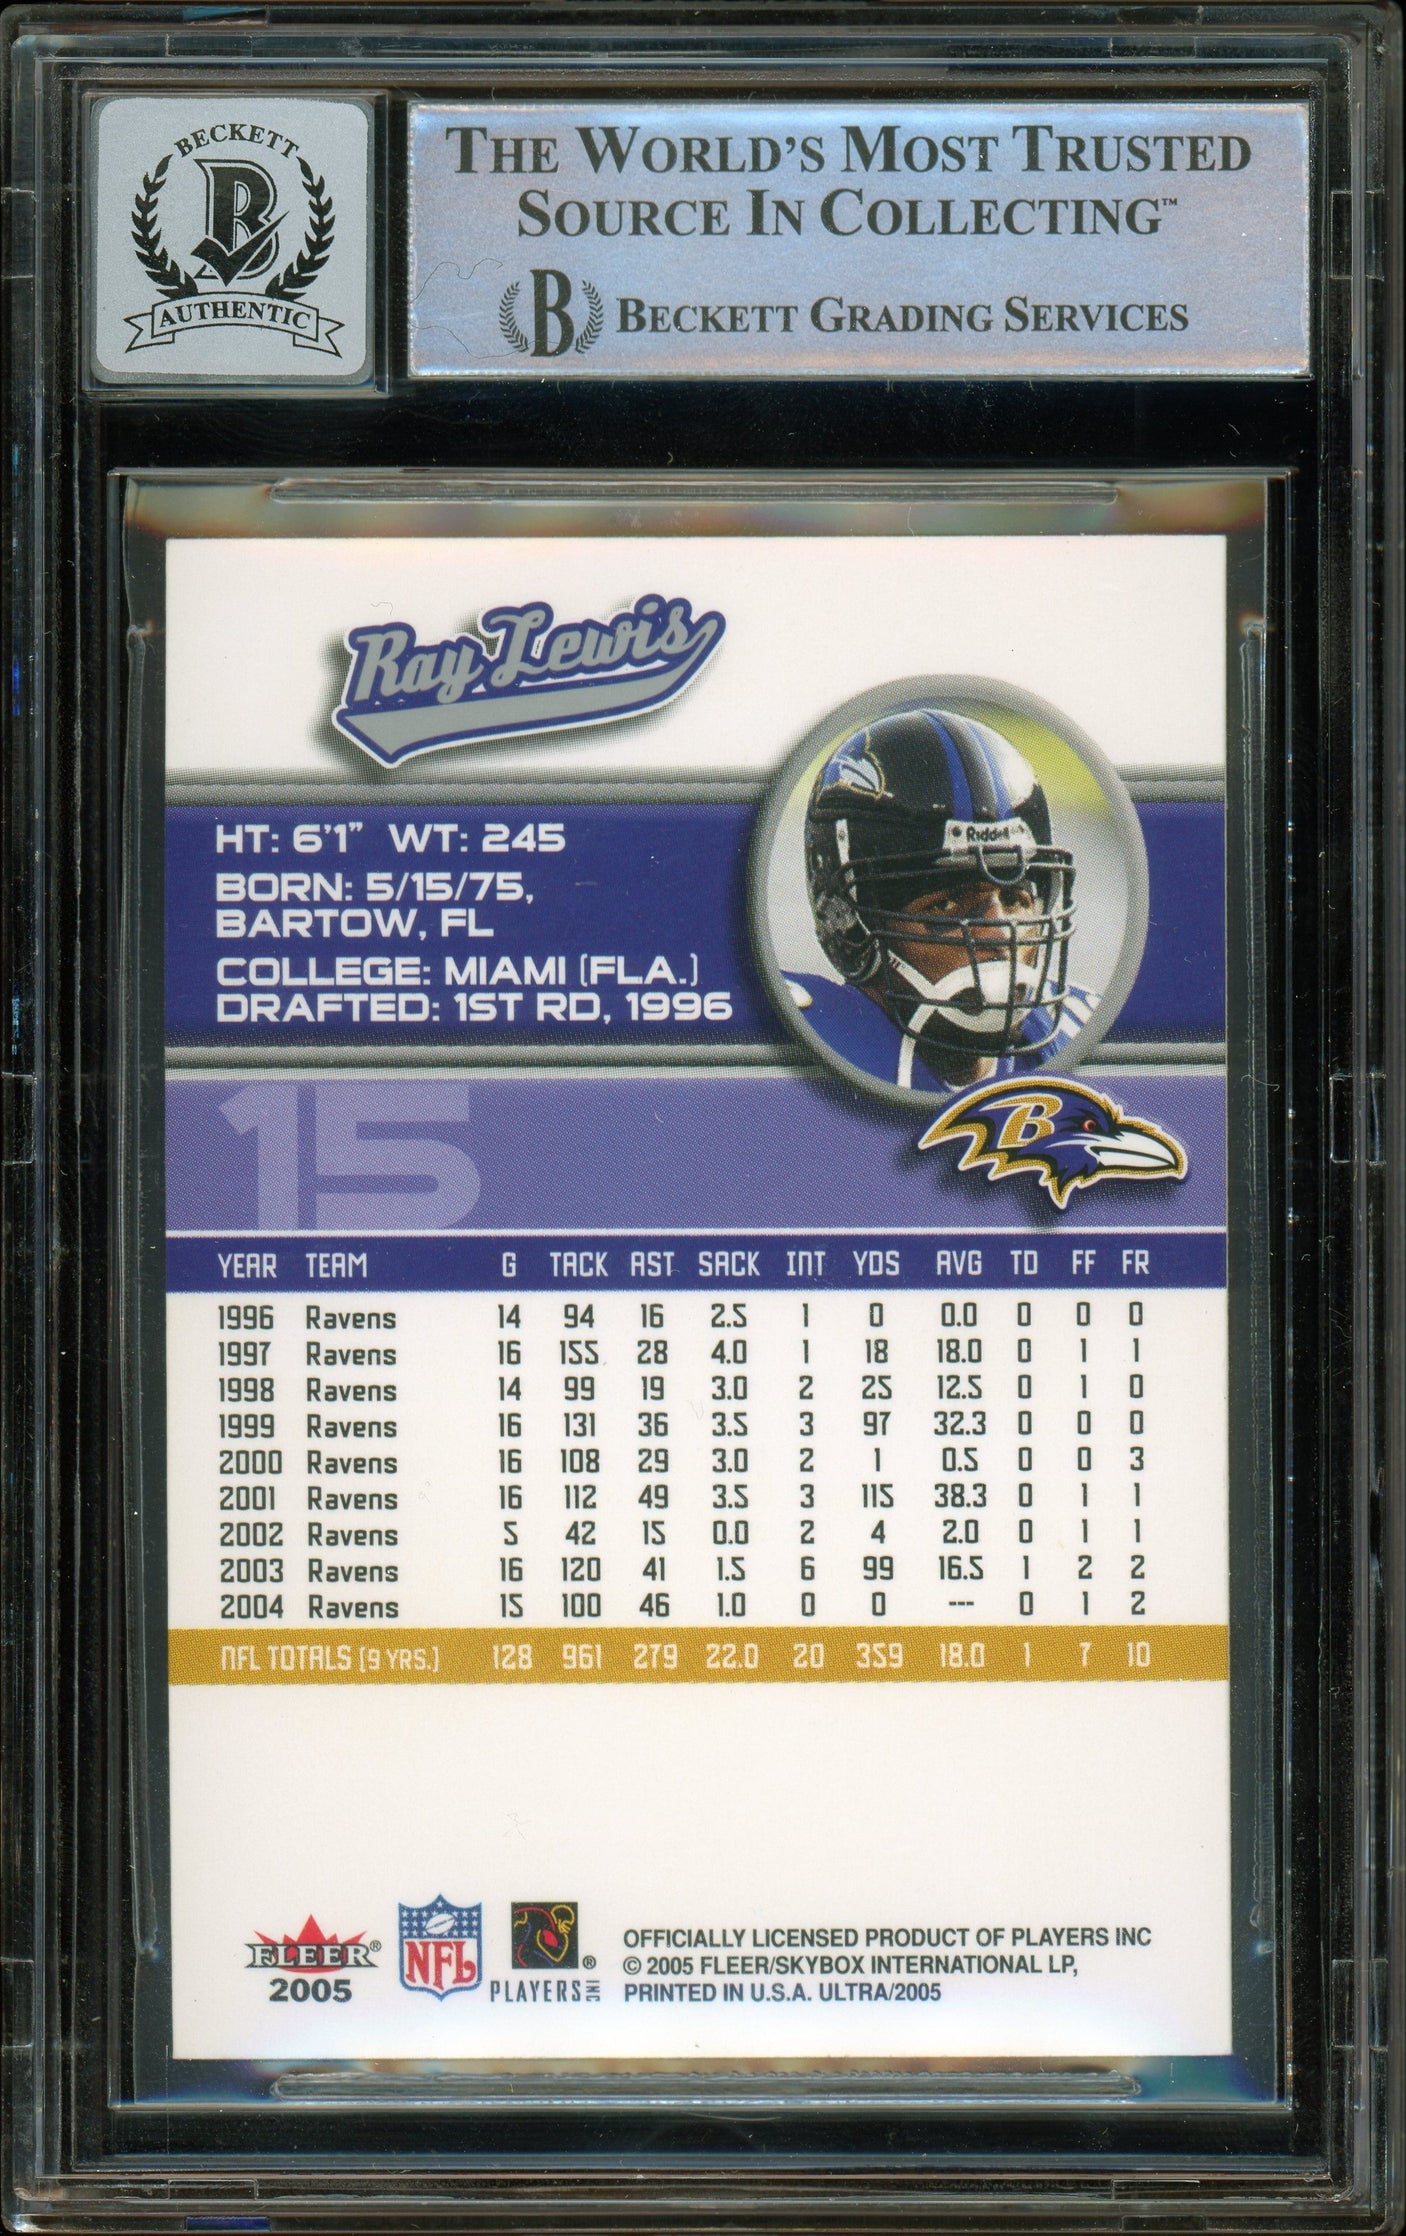 BECKETT
B
AUTHENTIC
THE WORLD'S MOST TRUSTED
SOURCE IN COLLECTING™
B BECKETT GRADING SERVICES
Ray Lewis
HT: 6'1" WT: 245
BORN: 5/15/75,
BARTOW, FL
COLLEGE: MIAMI (FLA.)
DRAFTED: 1ST RD, 1996
Riddell
B
15
YEAR TEAM G TACK AST SACK INT YDS AVG TD FF FR
1996 Ravens 14 94 16 2.5 1 0 0.0 0 0 0
1997 Ravens 16 155 28 4.0 1 18 18.0 0 1 1
1998 Ravens 14 99 19 3.0 2 25 12.5 0 1 0
1999 Ravens 16 131 36 3.5 3 97 32.3 0 0 0
2000 Ravens 16 108 29 3.0 2 1 0.5 0 0 3
2001 Ravens 16 112 49 3.5 3 115 38.3 0 1 1
2002 Ravens 5 42 15 0.0 2 4 2.0 0 1 1
2003 Ravens 16 120 41 1.5 6 99 16.5 1 2 2
2004 Ravens 15 100 46 1.0 0 0 --- 0 1 2
NFL TOTALS (9 YRS.) 128 961 279 22.0 20 359 18.0 1 7 10
FLEER®
2005
NFL
®
PLAYERS INC
OFFICIALLY LICENSED PRODUCT OF PLAYERS INC
© 2005 FLEER/SKYBOX INTERNATIONAL LP,
PRINTED IN U.S.A. ULTRA/2005